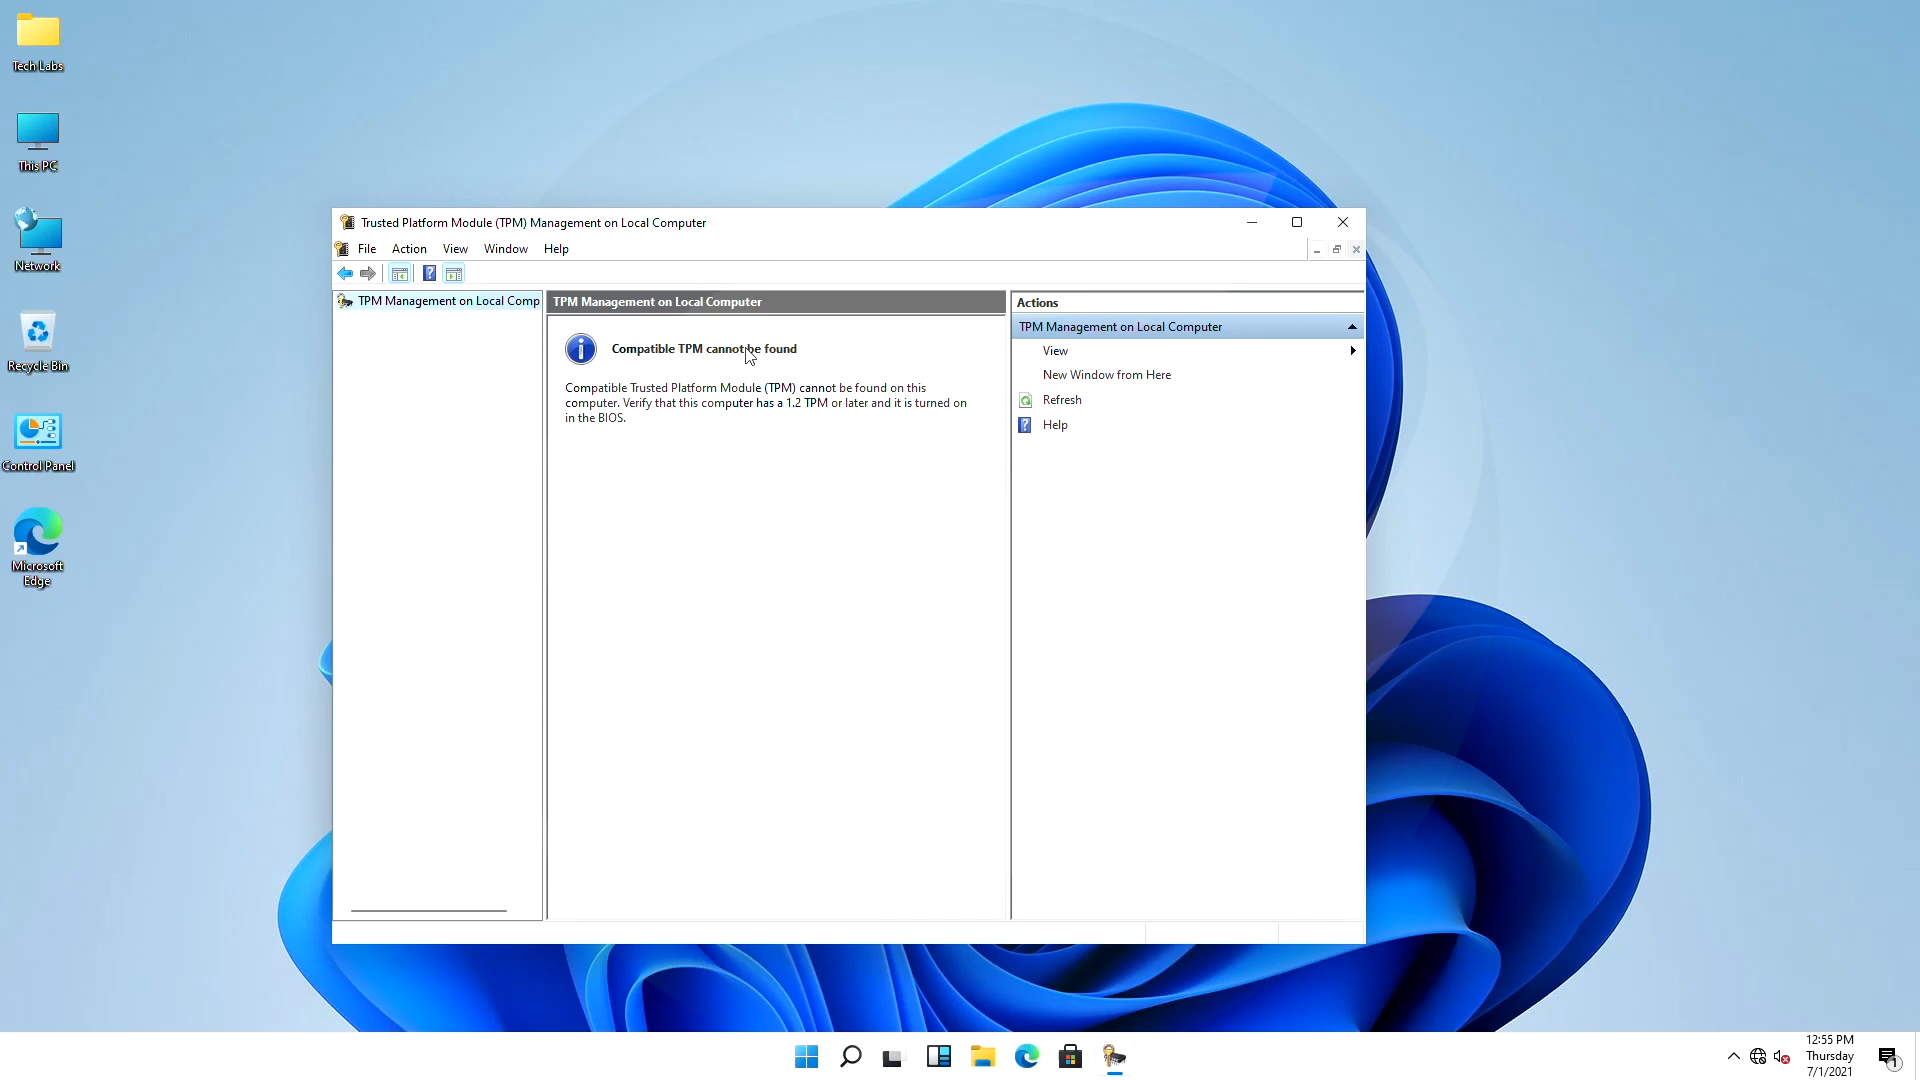 Tech Labs
This PC
Network
Recycle Bin
Control Panel
Microsoft
Edge
Trusted Platform Module (TPM) Management on Local Computer
File Action View Window Help
TPM Management on Local Comp
TPM Management on Local Computer
Compatible TPM cannot be found
Compatible Trusted Platform Module (TPM) cannot be found on this
computer. Verify that this computer has a 1.2 TPM or later and it is turned on
in the BIOS.
Actions
TPM Management on Local Computer
View
New Window from Here
Refresh
Help
12:55 PM
Thursday
7/1/2021
1